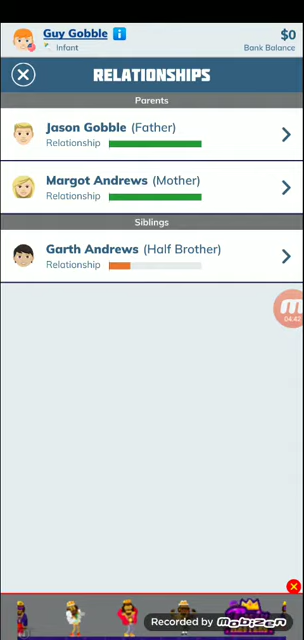 Guy Gobble i $0
Infant Bank Balance
RELATIONSHIPS
Parents
Jason Gobble (Father)
Relationship
Margot Andrews (Mother)
Relationship
Siblings
Garth Andrews (Half Brother)
Relationship
04:42
Recorded by mobizen